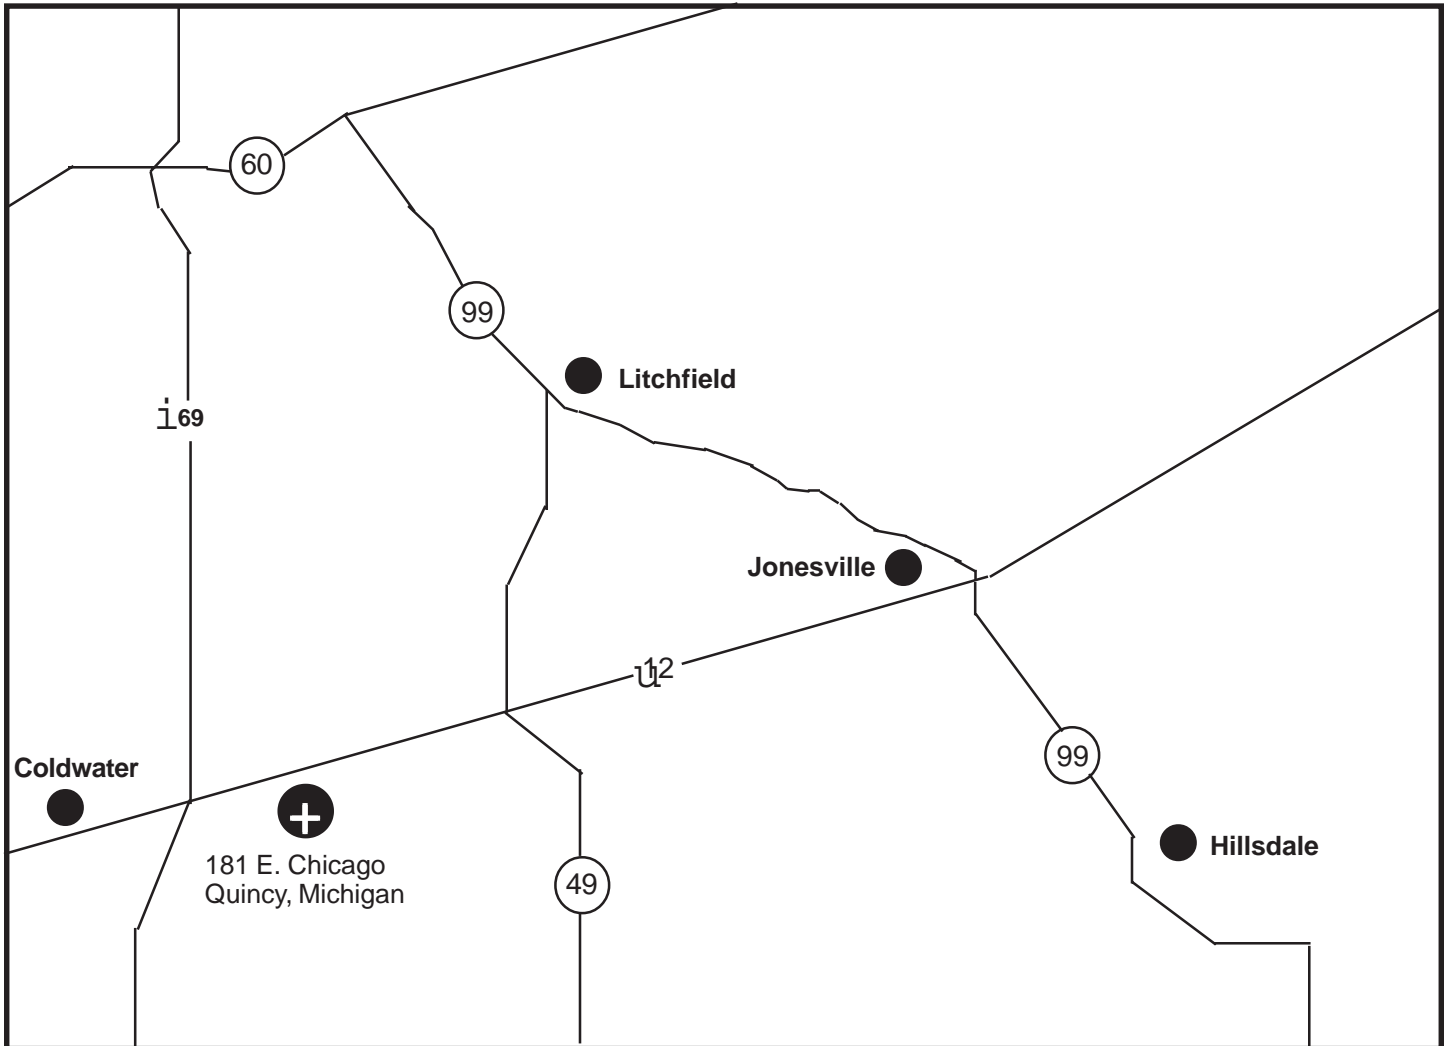 60
99
Litchfield
i69
Jonesville
u12
Coldwater
99
181 E. Chicago
Quincy, Michigan
Hillsdale
49